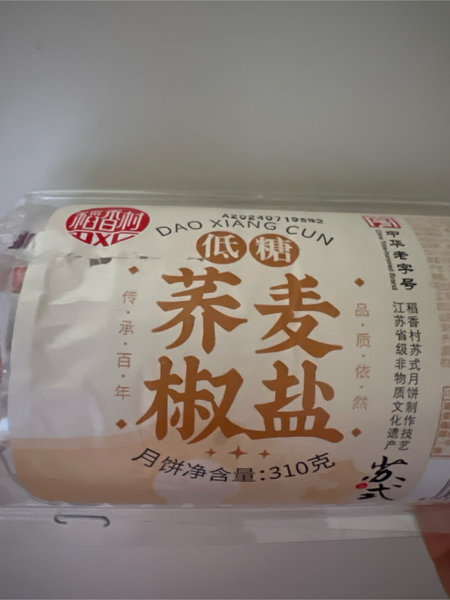 稻香村
DXC
DAO XIANG CUN
A20240719
低糖
荞麦
椒盐
传·承·百·年
品·质·依·然
月饼净含量:310克
中华老字号
稻香村苏式月饼制作技艺
江苏省级非物质文化遗产
苏式